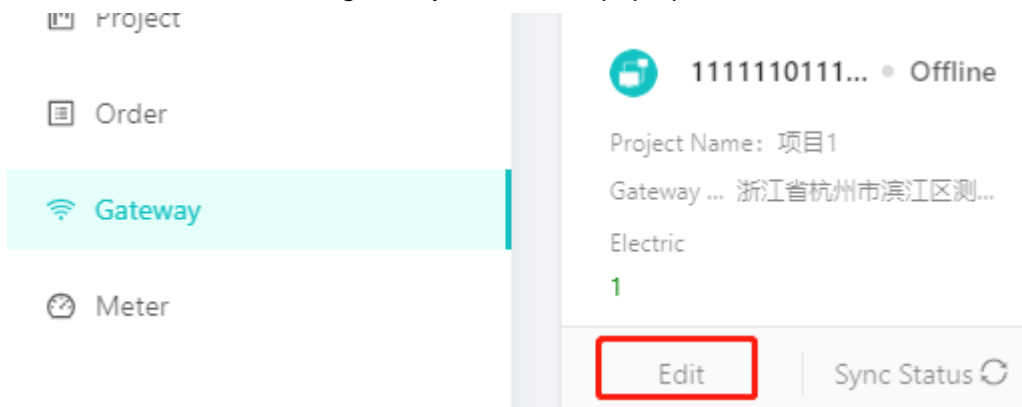 Project
Order
Gateway
Meter
1111110111... Offline
Project Name: 项目1
Gateway ... 浙江省杭州市滨江区测...
Electric
1
Edit
Sync Status